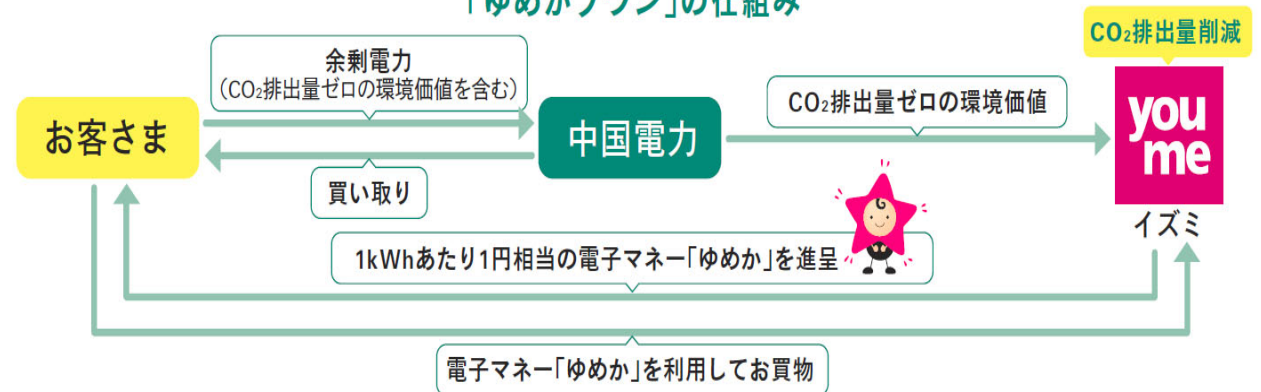 「ゆめかプラン」の仕組み
CO₂排出量削減
余剰電力
(CO₂排出量ゼロの環境価値を含む)
CO₂排出量ゼロの環境価値
お客さま
中国電力
you
me
買い取り
イズミ
1kWhあたり1円相当の電子マネー「ゆめか」を進呈
電子マネー「ゆめか」を利用してお買物